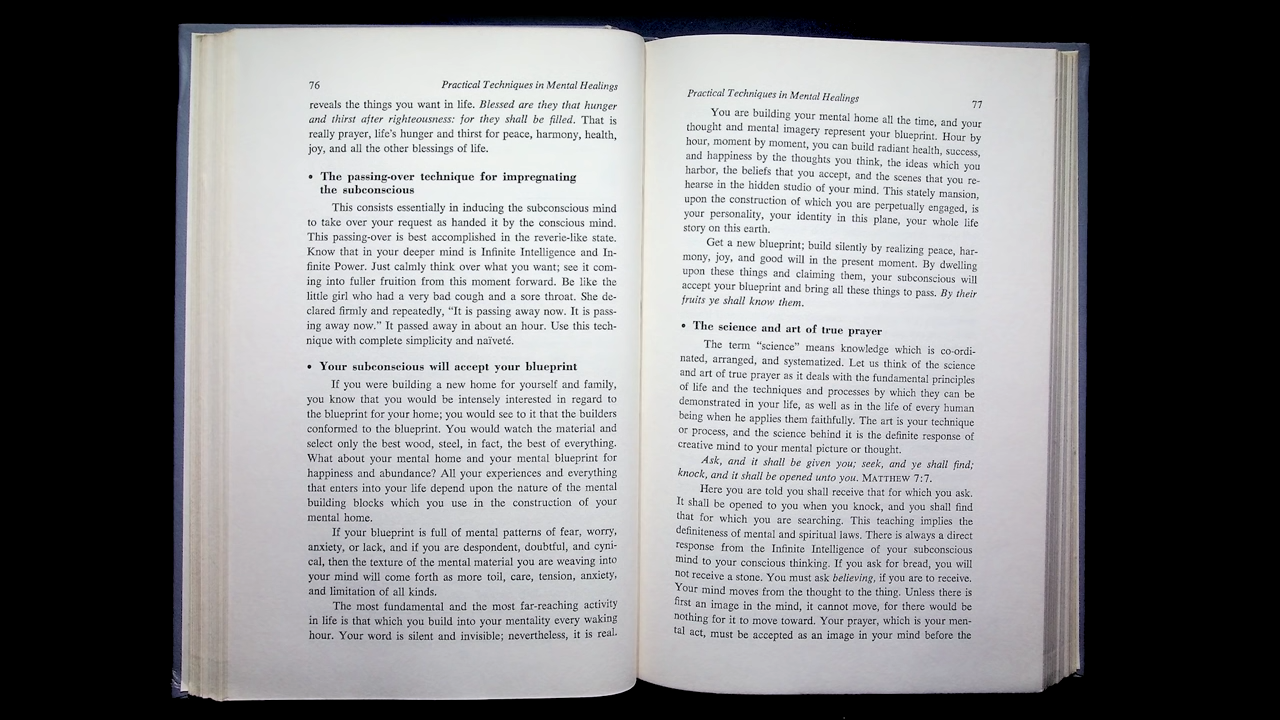 76
Practical Techniques in Mental Healings
reveals the things you want in life. Blessed are they that hunger
and thirst after righteousness: for they shall be filled. That is
really prayer, life's hunger and thirst for peace, harmony, health,
joy, and all the other blessings of life.
• The passing-over technique for impregnating
the subconscious
This consists essentially in inducing the subconscious mind
to take over your request as handed it by the conscious mind.
This passing-over is best accomplished in the reverie-like state.
Know that in your deeper mind is Infinite Intelligence and In-
finite Power. Just calmly think over what you want; see it com-
ing into fuller fruition from this moment forward. Be like the
little girl who had a very bad cough and a sore throat. She de-
clared firmly and repeatedly, “It is passing away now. It is pass-
ing away now.” It passed away in about an hour. Use this tech-
nique with complete simplicity and naïveté.
• Your subconscious will accept your blueprint
If you were building a new home for yourself and family,
you know that you would be intensely interested in regard to
the blueprint for your home; you would see to it that the builders
conformed to the blueprint. You would watch the material and
select only the best wood, steel, in fact, the best of everything.
What about your mental home and your mental blueprint for
happiness and abundance? All your experiences and everything
that enters into your life depend upon the nature of the mental
building blocks which you use in the construction of your
mental home.
If your blueprint is full of mental patterns of fear, worry,
anxiety, or lack, and if you are despondent, doubtful, and cyni-
cal, then the texture of the mental material you are weaving into
your mind will come forth as more toil, care, tension, anxiety,
and limitation of all kinds.
The most fundamental and the most far-reaching activity
in life is that which you build into your mentality every waking
hour. Your word is silent and invisible; nevertheless, it is real.
Practical Techniques in Mental Healings
77
You are building your mental home all the time, and your
thought and mental imagery represent your blueprint. Hour by
hour, moment by moment, you can build radiant health, success,
and happiness by the thoughts you think, the ideas which you
harbor, the beliefs that you accept, and the scenes that you re-
hearse in the hidden studio of your mind. This stately mansion,
upon the construction of which you are perpetually engaged, is
your personality, your identity in this plane, your whole life
story on this earth.
Get a new blueprint; build silently by realizing peace, har-
mony, joy, and good will in the present moment. By dwelling
upon these things and claiming them, your subconscious will
accept your blueprint and bring all these things to pass. By their
fruits ye shall know them.
• The science and art of true prayer
The term “science” means knowledge which is co-ordi-
nated, arranged, and systematized. Let us think of the science
and art of true prayer as it deals with the fundamental principles
of life and the techniques and processes by which they can be
demonstrated in your life, as well as in the life of every human
being when he applies them faithfully. The art is your technique
or process, and the science behind it is the definite response of
creative mind to your mental picture or thought.
Ask, and it shall be given you; seek, and ye shall find;
knock, and it shall be opened unto you. MATTHEW 7:7.
Here you are told you shall receive that for which you ask.
It shall be opened to you when you knock, and you shall find
that for which you are searching. This teaching implies the
definiteness of mental and spiritual laws. There is always a direct
response from the Infinite Intelligence of your subconscious
mind to your conscious thinking. If you ask for bread, you will
not receive a stone. You must ask believing, if you are to receive.
Your mind moves from the thought to the thing. Unless there is
first an image in the mind, it cannot move, for there would be
nothing for it to move toward. Your prayer, which is your men-
tal act, must be accepted as an image in your mind before the